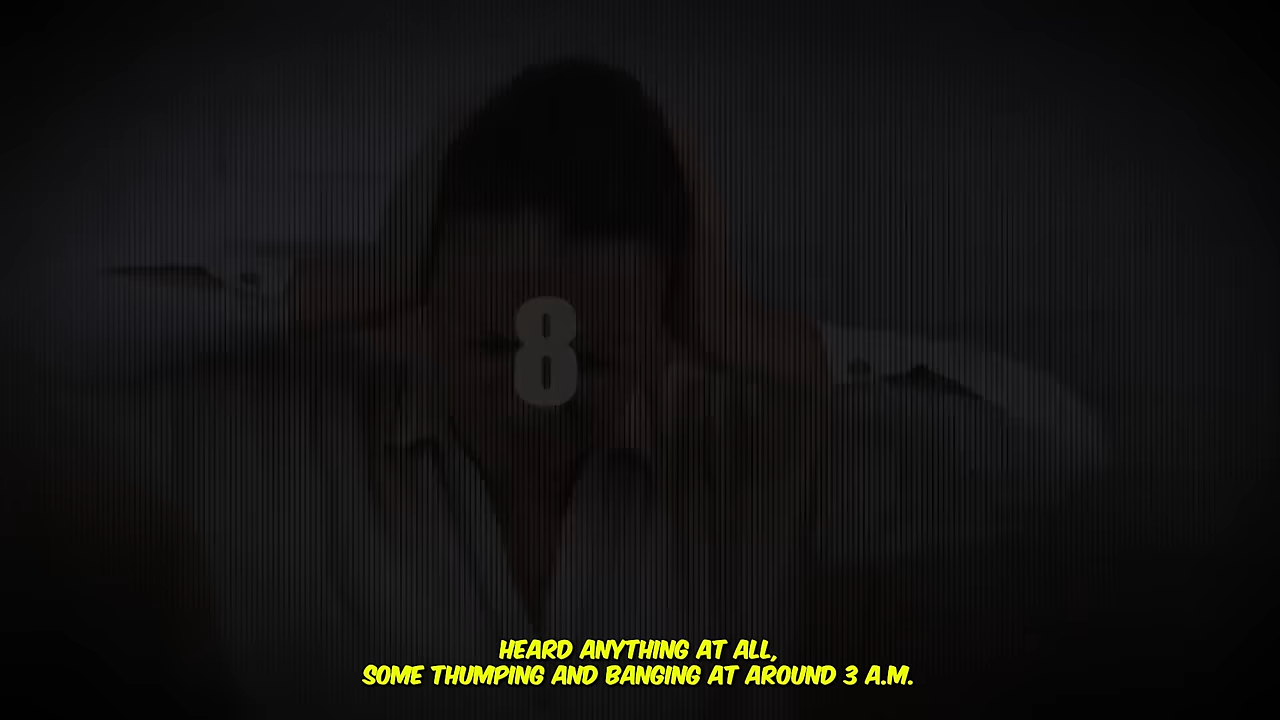 8
HEARD ANYTHING AT ALL,
SOME THUMPING AND BANGING AT AROUND 3 A.M.